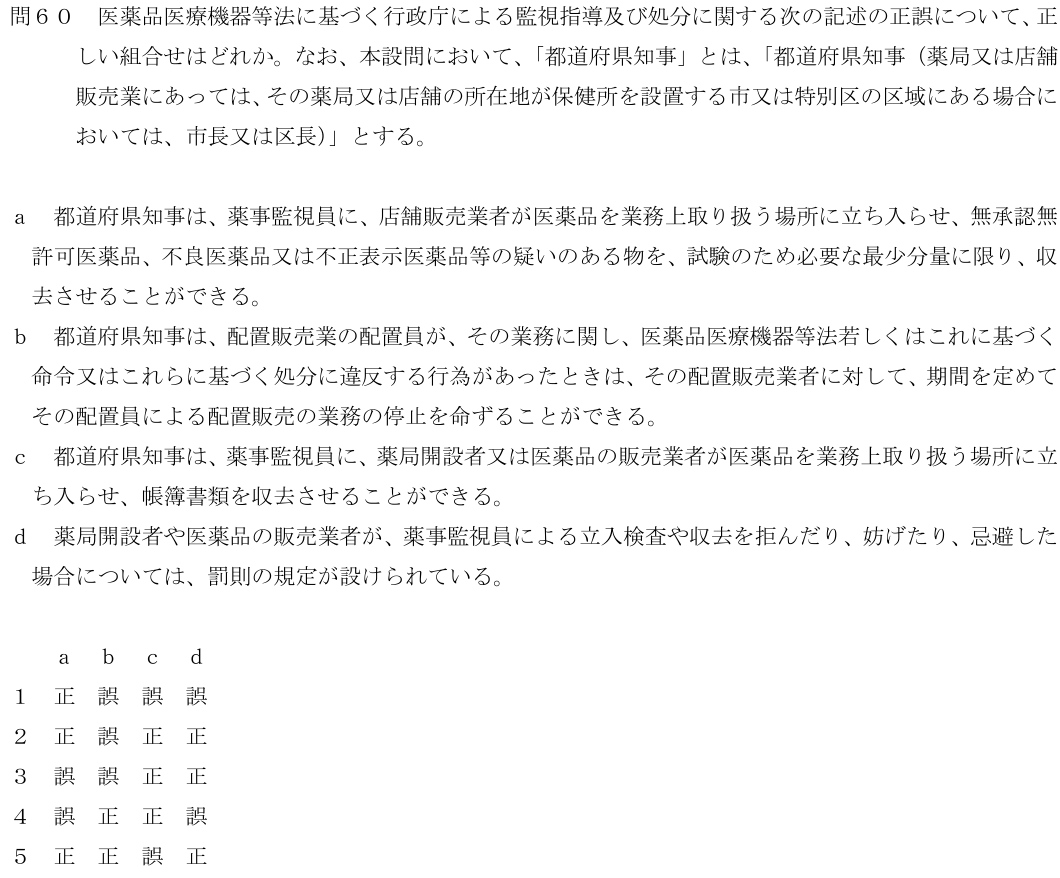 問６０　医薬品医療機器等法に基づく行政庁による監視指導及び処分に関する次の記述の正誤について、正
しい組合せはどれか。なお、本設問において、「都道府県知事」とは、「都道府県知事（薬局又は店舗
販売業にあっては、その薬局又は店舗の所在地が保健所を設置する市又は特別区の区域にある場合に
おいては、市長又は区長）」とする。
a　都道府県知事は、薬事監視員に、店舗販売業者が医薬品を業務上取り扱う場所に立ち入らせ、無承認無
許可医薬品、不良医薬品又は不正表示医薬品等の疑いのある物を、試験のため必要な最少分量に限り、収
去させることができる。
b　都道府県知事は、配置販売業の配置員が、その業務に関し、医薬品医療機器等法若しくはこれに基づく
命令又はこれらに基づく処分に違反する行為があったときは、その配置販売業者に対して、期間を定めて
その配置員による配置販売の業務の停止を命ずることができる。
c　都道府県知事は、薬事監視員に、薬局開設者又は医薬品の販売業者が医薬品を業務上取り扱う場所に立
ち入らせ、帳簿書類を収去させることができる。
d　薬局開設者や医薬品の販売業者が、薬事監視員による立入検査や収去を拒んだり、妨げたり、忌避した
場合については、罰則の規定が設けられている。
a　b　c　d
1　正　誤　誤　誤
2　正　誤　正　正
3　誤　誤　正　正
4　誤　正　正　誤
5　正　正　誤　正